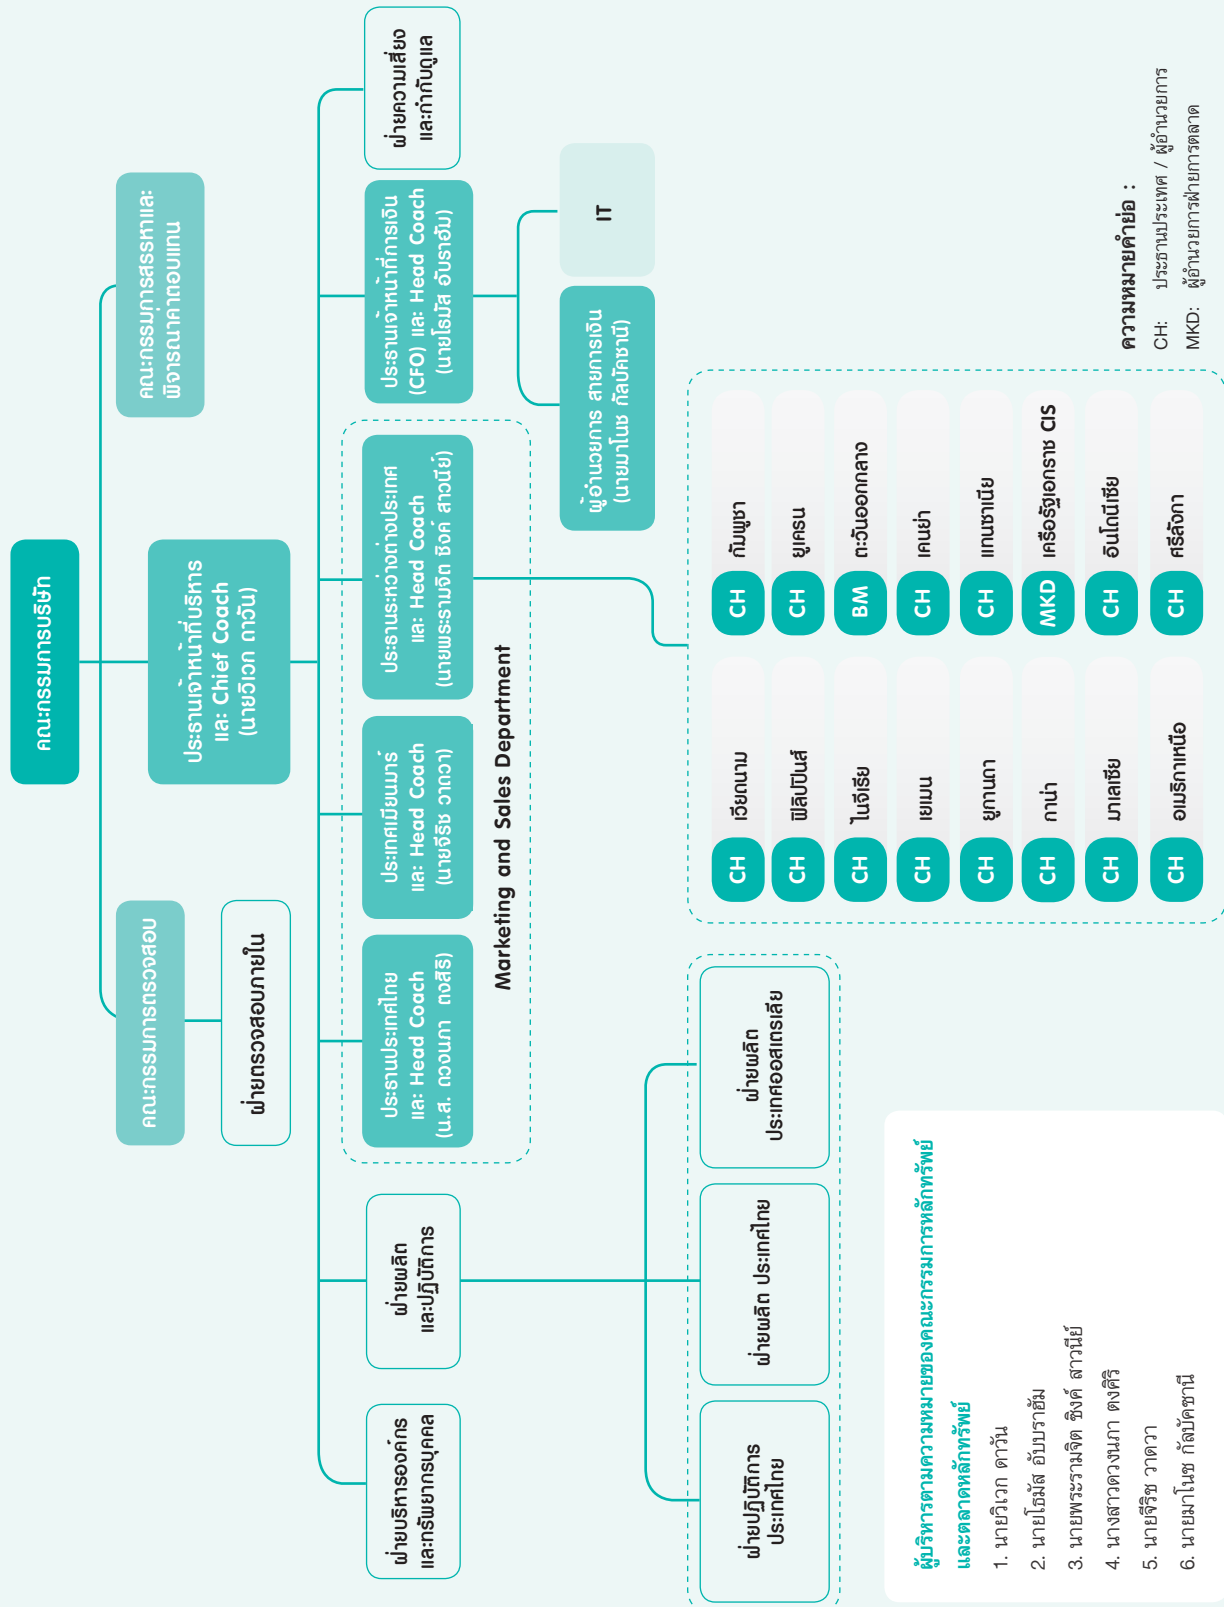 คณะกรรมการบริษัท
คณะกรรมการตรวจสอบ
คณะกรรมการสรรหาและ
พิจารณาค่าตอบแทน
ฝ่ายตรวจสอบภายใน
ประธานเจ้าหน้าที่บริหาร
และ Chief Coach
(นายวิเวก ดาวัน)
ฝ่ายบริหารองค์กร
และทรัพยากรบุคคล
ฝ่ายผลิต
และปฏิบัติการ
ประธานประเทศไทย
และ Head Coach
(น.ส. ดวงนภา ตงศิริ)
ประเทศเมียนมาร์
และ Head Coach
(นายจีริช วาดวา)
ประธานระหว่างต่างประเทศ
และ Head Coach
(นายพระรามจิต ชิงค์ สาวนีย์)
ประธานเจ้าหน้าที่การเงิน
(CFO) และ Head Coach
(นายโธมัส อับราฮัม)
ฝ่ายความเสี่ยง
และกำกับดูแล
Marketing and Sales Department
ผู้อำนวยการ สายการเงิน
(นายมาโนช กัลบัคซานี)
IT
ฝ่ายปฏิบัติการ
ประเทศไทย
ฝ่ายผลิต ประเทศไทย
ฝ่ายผลิต
ประเทศออสเตรเลีย
CH เวียดนาม
CH กัมพูชา
CH ฟิลิปปินส์
CH ยูเครน
CH ไนจีเรีย
BM ตะวันออกกลาง
CH เยเมน
CH เคนย่า
CH ยูกานดา
CH แทนซาเนีย
CH กาน่า
MKD เครือรัฐเอกราช CIS
CH มาเลเซีย
CH อินโดนีเซีย
CH อเมริกาเหนือ
CH ศรีลังกา
ผู้บริหารตามความหมายของคณะกรรมการหลักทรัพย์
และตลาดหลักทรัพย์
1. นายวิเวก ดาวัน
2. นายโธมัส อับบราฮัม
3. นายพระรามจิต ชิงค์ สาวนีย์
4. นางสาวดวงนภา ตงศิริ
5. นายจีริช วาดวา
6. นายมาโนช กัลบัคซานี
ความหมายคำย่อ :
CH: ประธานประเทศ / ผู้อำนวยการ
MKD: ผู้อำนวยการฝ่ายการตลาด